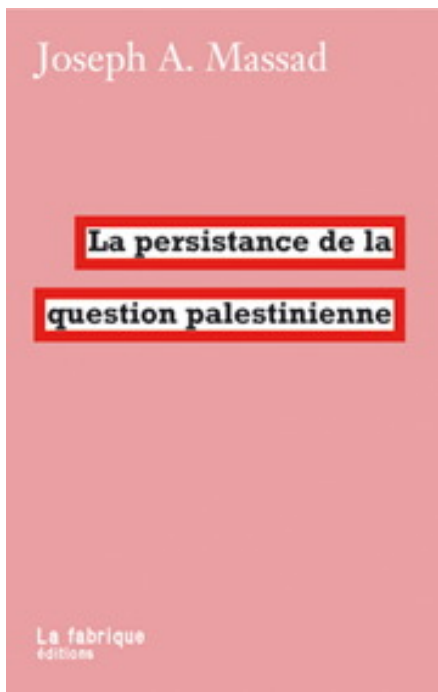 Joseph A. Massad
La persistance de la
question palestinienne
La fabrique
éditions